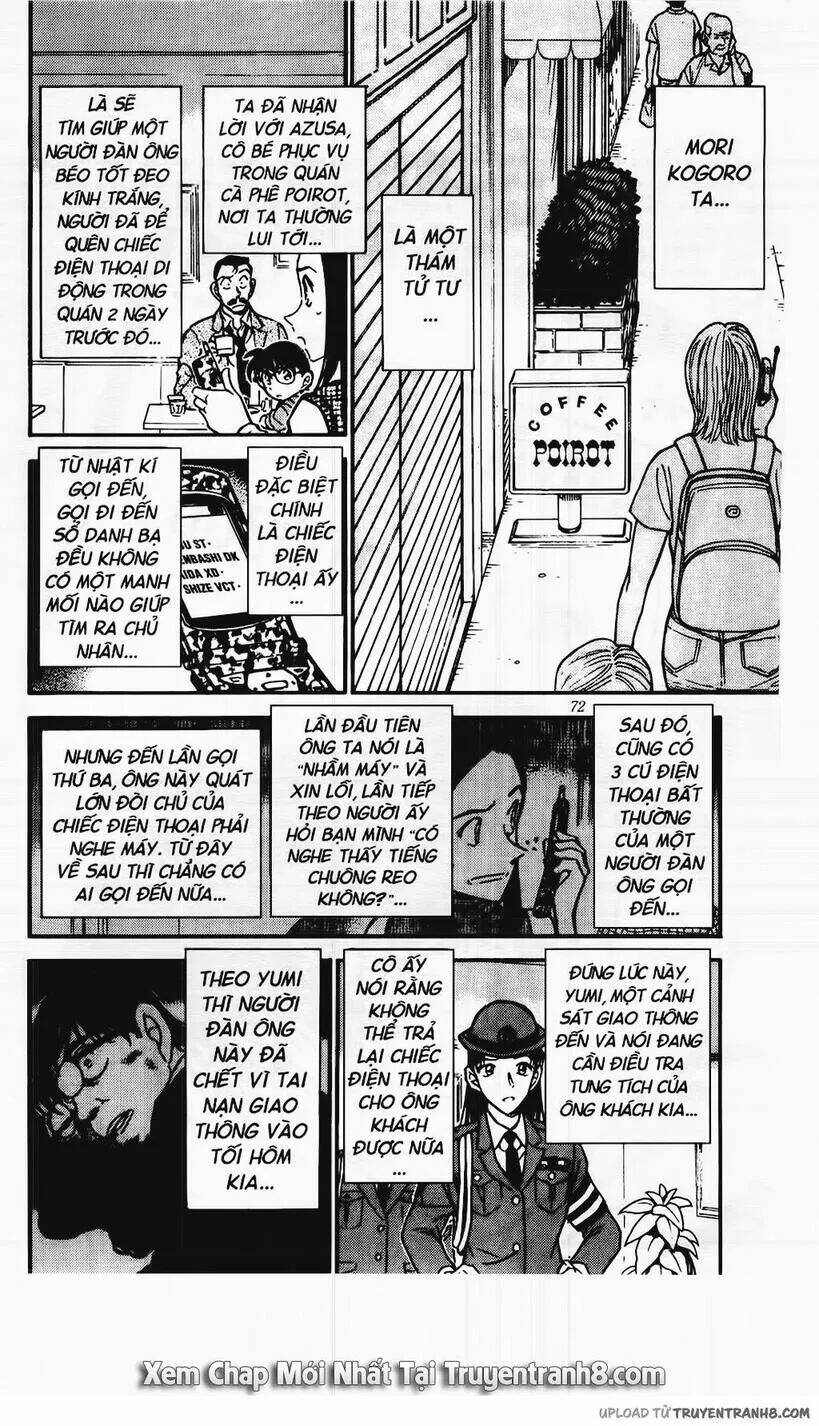 MORI
KOGORO
TA...
LÀ MỘT
THÁM
TỬ TƯ
...
COFFEE
POIROT
TA ĐÃ NHẬN
LỜI VỚI AZUSA,
CÔ BÉ PHỤC VỤ
TRONG QUÁN
CÀ PHÊ POIROT,
NƠI TA THƯỜNG
LUI TỚI...
LÀ SẼ
TÌM GIÚP MỘT
NGƯỜI ĐÀN ÔNG
BÉO TỐT ĐEO
KÍNH TRẮNG,
NGƯỜI ĐÃ ĐỂ
QUÊN CHIẾC
ĐIỆN THOẠI DI
ĐỘNG TRONG
QUÁN 2 NGÀY
TRƯỚC ĐÓ...
ĐIỀU
ĐẶC BIỆT
CHÍNH
LÀ CHIẾC
ĐIỆN
THOẠI ẤY
...
U ST·
ENBASHI DK
AIDA XD·
SHIZE VCT·
TỪ NHẬT KÍ
GỌI ĐẾN,
GỌI ĐI ĐẾN
SỔ DANH BẠ
ĐỀU KHÔNG
CÓ MỘT MANH
MỐI NÀO GIÚP
TÌM RA CHỦ
NHÂN...
72
SAU ĐÓ,
CŨNG CÓ
3 CÚ ĐIỆN
THOẠI BẤT
THƯỜNG
CỦA MỘT
NGƯỜI ĐÀN
ÔNG GỌI
ĐẾN...
LẦN ĐẦU TIÊN
ÔNG TA NÓI LÀ
"NHẦM MÁY" VÀ
XIN LỖI, LẦN TIẾP
THEO NGƯỜI ẤY
HỎI BẠN MÌNH "CÓ
NGHE THẤY TIẾNG
CHUÔNG REO
KHÔNG?"...
NHƯNG ĐẾN LẦN GỌI
THỨ BA, ÔNG NÀY QUÁT
LỚN ĐÒI CHỦ CỦA
CHIẾC ĐIỆN THOẠI PHẢI
NGHE MÁY. TỪ ĐẤY
VỀ SAU THÌ CHẲNG CÓ
AI GỌI ĐẾN NỮA...
ĐỨNG LÚC NÀY,
YUMI, MỘT CẢNH
SÁT GIAO THÔNG
ĐẾN VÀ NÓI ĐANG
CẦN ĐIỀU TRA
TUNG TÍCH CỦA
ÔNG KHÁCH KIA...
CÔ ẤY
NÓI RẰNG
KHÔNG
THỂ TRẢ
LẠI CHIẾC
ĐIỆN THOẠI
CHO ÔNG
KHÁCH
ĐƯỢC NỮA
...
THEO YUMI
THÌ NGƯỜI
ĐÀN ÔNG
NÀY ĐÃ
CHẾT VÌ TAI
NẠN GIAO
THÔNG VÀO
TỐI HÔM
KIA...
Xem Chap Mới Nhất Tại Truyentranh8.com
UPLOAD TỪ TRUYENTRANH8.COM